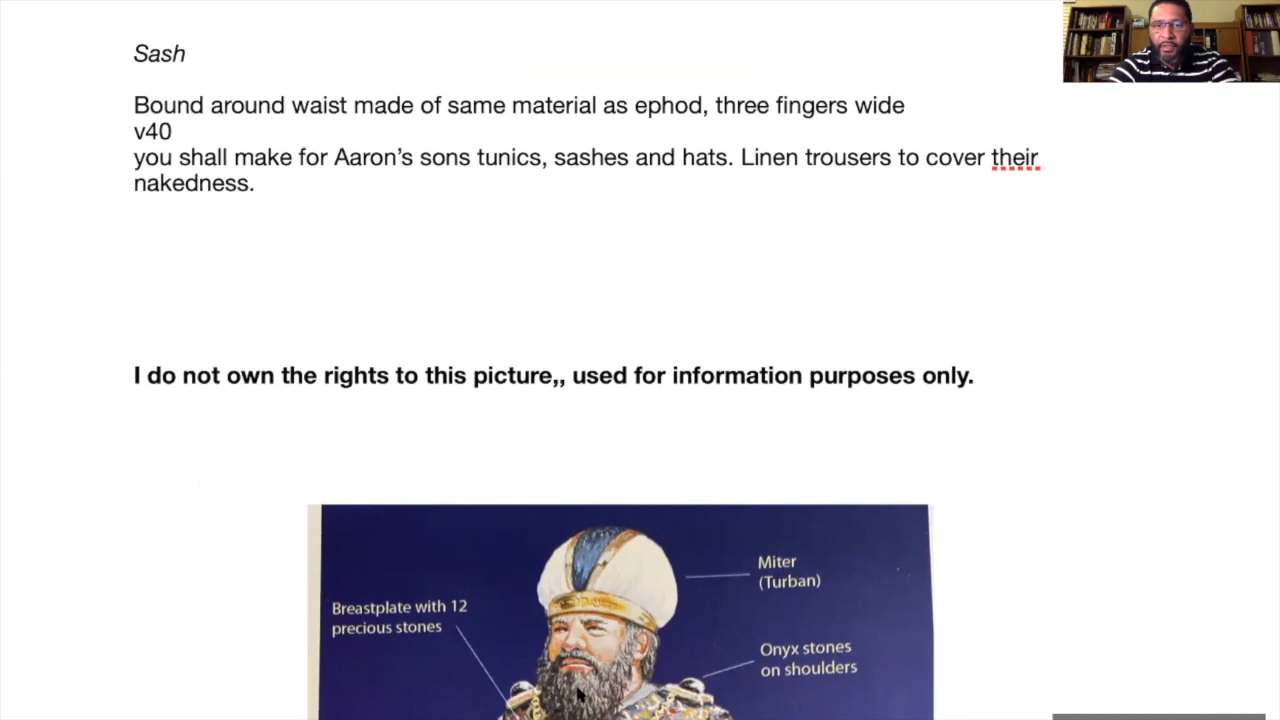 Sash
Bound around waist made of same material as ephod, three fingers wide
v40
you shall make for Aaron’s sons tunics, sashes and hats. Linen trousers to cover their
nakedness.
I do not own the rights to this picture,, used for information purposes only.
Miter
(Turban)
Breastplate with 12
precious stones
Onyx stones
on shoulders